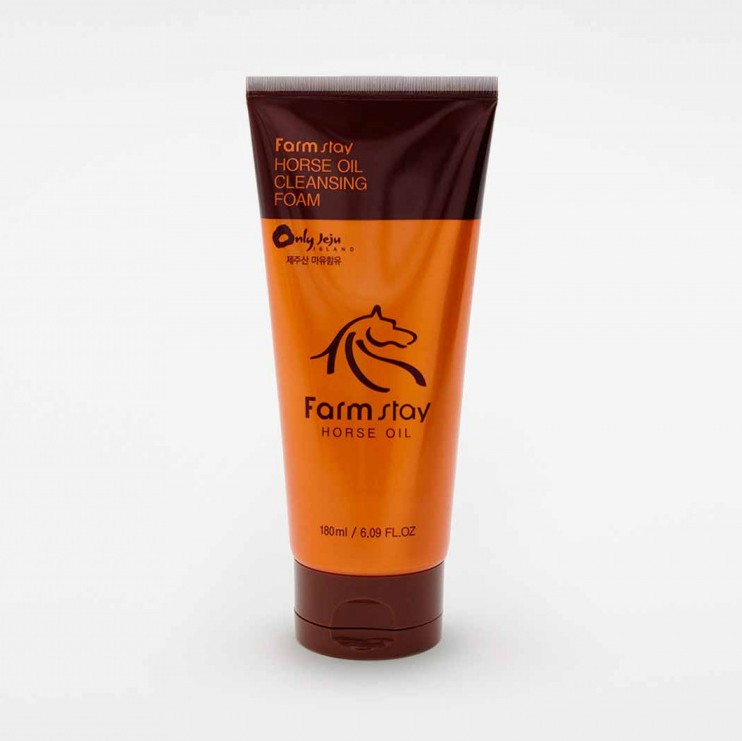 Farm stay
HORSE OIL
CLEANSING
FOAM
Only Jeju
ISLAND
제주산 마유함유
Farm stay
HORSE OIL
180ml / 6.09 FL.OZ